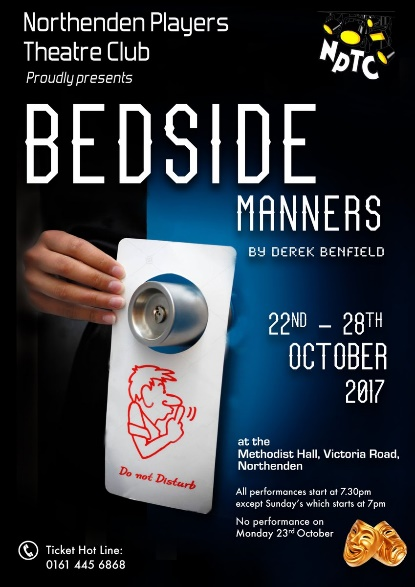 Northenden Players
Theatre Club
Proudly presents
NPTC
BEDSIDE
MANNERS
BY DEREK BENFIELD
22ND – 28TH
OCTOBER
2017
Do not Disturb
at the
Methodist Hall, Victoria Road,
Northenden
All performances start at 7.30pm
except Sunday's which starts at 7pm
No performance on
Monday 23rd October
Ticket Hot Line:
0161 445 6868